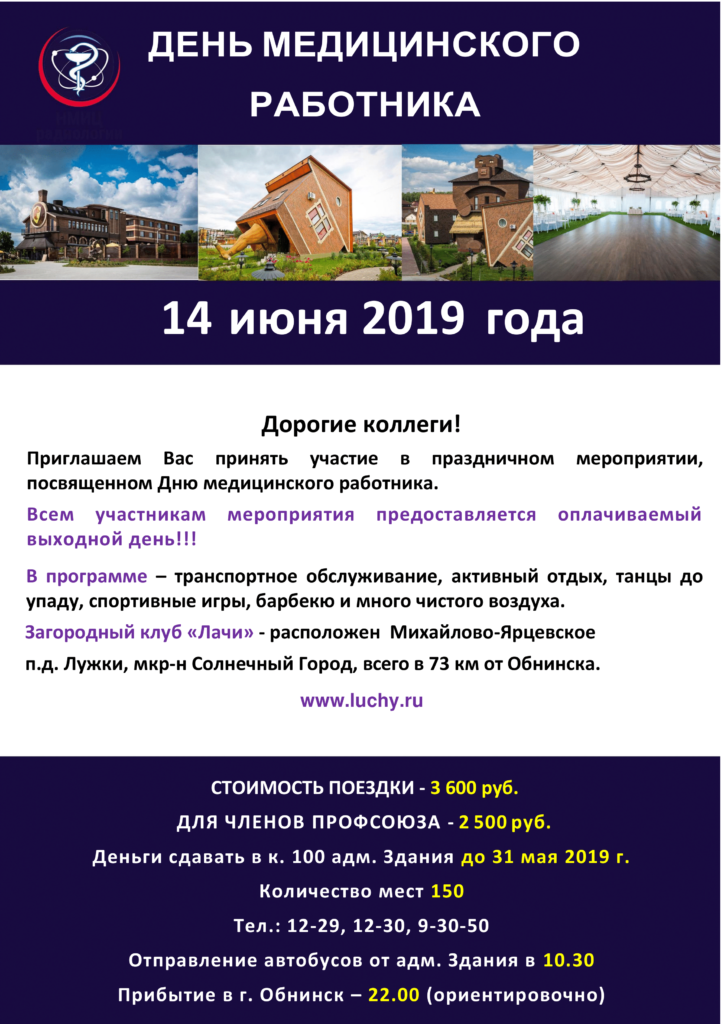 ДЕНЬ МЕДИЦИНСКОГО
РАБОТНИКА
14 июня 2019 года
Дорогие коллеги!
Приглашаем Вас принять участие в праздничном мероприятии,
посвященном Дню медицинского работника.
Всем участникам мероприятия предоставляется оплачиваемый
выходной день!!!
В программе – транспортное обслуживание, активный отдых, танцы до
упаду, спортивные игры, барбекю и много чистого воздуха.
Загородный клуб «Лачи» - расположен Михайлово-Ярцевское
п.д. Лужки, мкр-н Солнечный Город, всего в 73 км от Обнинска.
www.luchy.ru
СТОИМОСТЬ ПОЕЗДКИ - 3 600 руб.
ДЛЯ ЧЛЕНОВ ПРОФСОЮЗА - 2 500 руб.
Деньги сдавать в к. 100 адм. Здания до 31 мая 2019 г.
Количество мест 150
Тел.: 12-29, 12-30, 9-30-50
Отправление автобусов от адм. Здания в 10.30
Прибытие в г. Обнинск – 22.00 (ориентировочно)